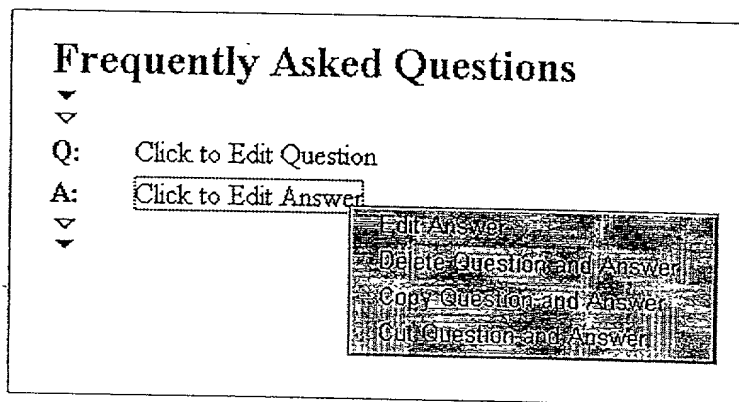 Frequently Asked Questions
Q: Click to Edit Question
A: Click to Edit Answer
Edit Answer
Delete Question and Answer
Copy Question and Answer
Cut Question and Answer